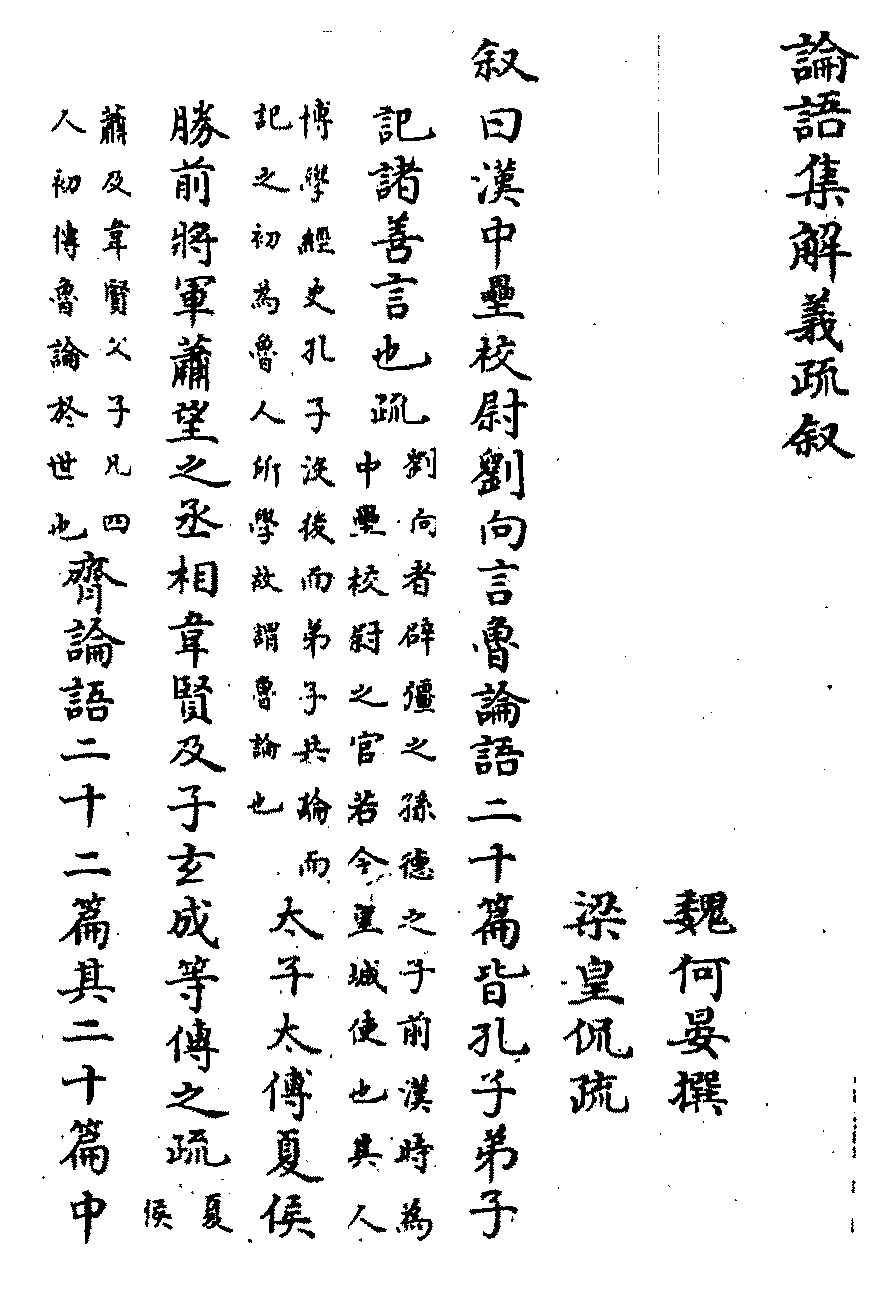 論語集解義疏叙
魏何晏撰
梁皇侃疏
叙曰漢中壘校尉劉向言魯論語二十篇皆孔子弟子
記諸善言也疏
劉向者辟彊之孫德之子前漢時為
中壘校尉之官若今皇城使也其人
博學經史孔子沒後而弟子共論而
記之初為魯人所學故謂魯論也
太子太傅夏侯
勝前將軍蕭望之丞相韋賢及子玄成等傳之疏
夏
侯
蕭及韋賢父子凡四
人初傳魯論於世也
齊論語二十二篇其二十篇中